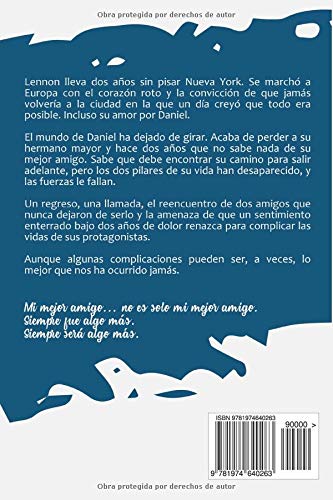 Obra protegida por derechos de autor
Lennon lleva dos años sin pisar Nueva York. Se marchó a
Europa con el corazón roto y la convicción de que jamás
volvería a la ciudad en la que un día creyó que todo era
posible. Incluso su amor por Daniel.
El mundo de Daniel ha dejado de girar. Acaba de perder a su
hermano mayor y hace dos años que no sabe nada de su
mejor amigo. Sabe que debe encontrar su camino para salir
adelante, pero los dos pilares de su vida han desaparecido, y
las fuerzas le fallan.
Un regreso, una llamada, el reencuentro de dos amigos que
nunca dejaron de serlo y la amenaza de que un sentimiento
enterrado bajo dos años de dolor renazca para complicar las
vidas de sus protagonistas.
Aunque algunas complicaciones pueden ser, a veces, lo
mejor que nos ha ocurrido jamás.
Mi mejor amigo... no es solo mi mejor amigo.
Siempre fue algo más.
Siempre será algo más.
ISBN 9781974640263
90000 >
9 781974 640263
Obra protegida por derechos de autor